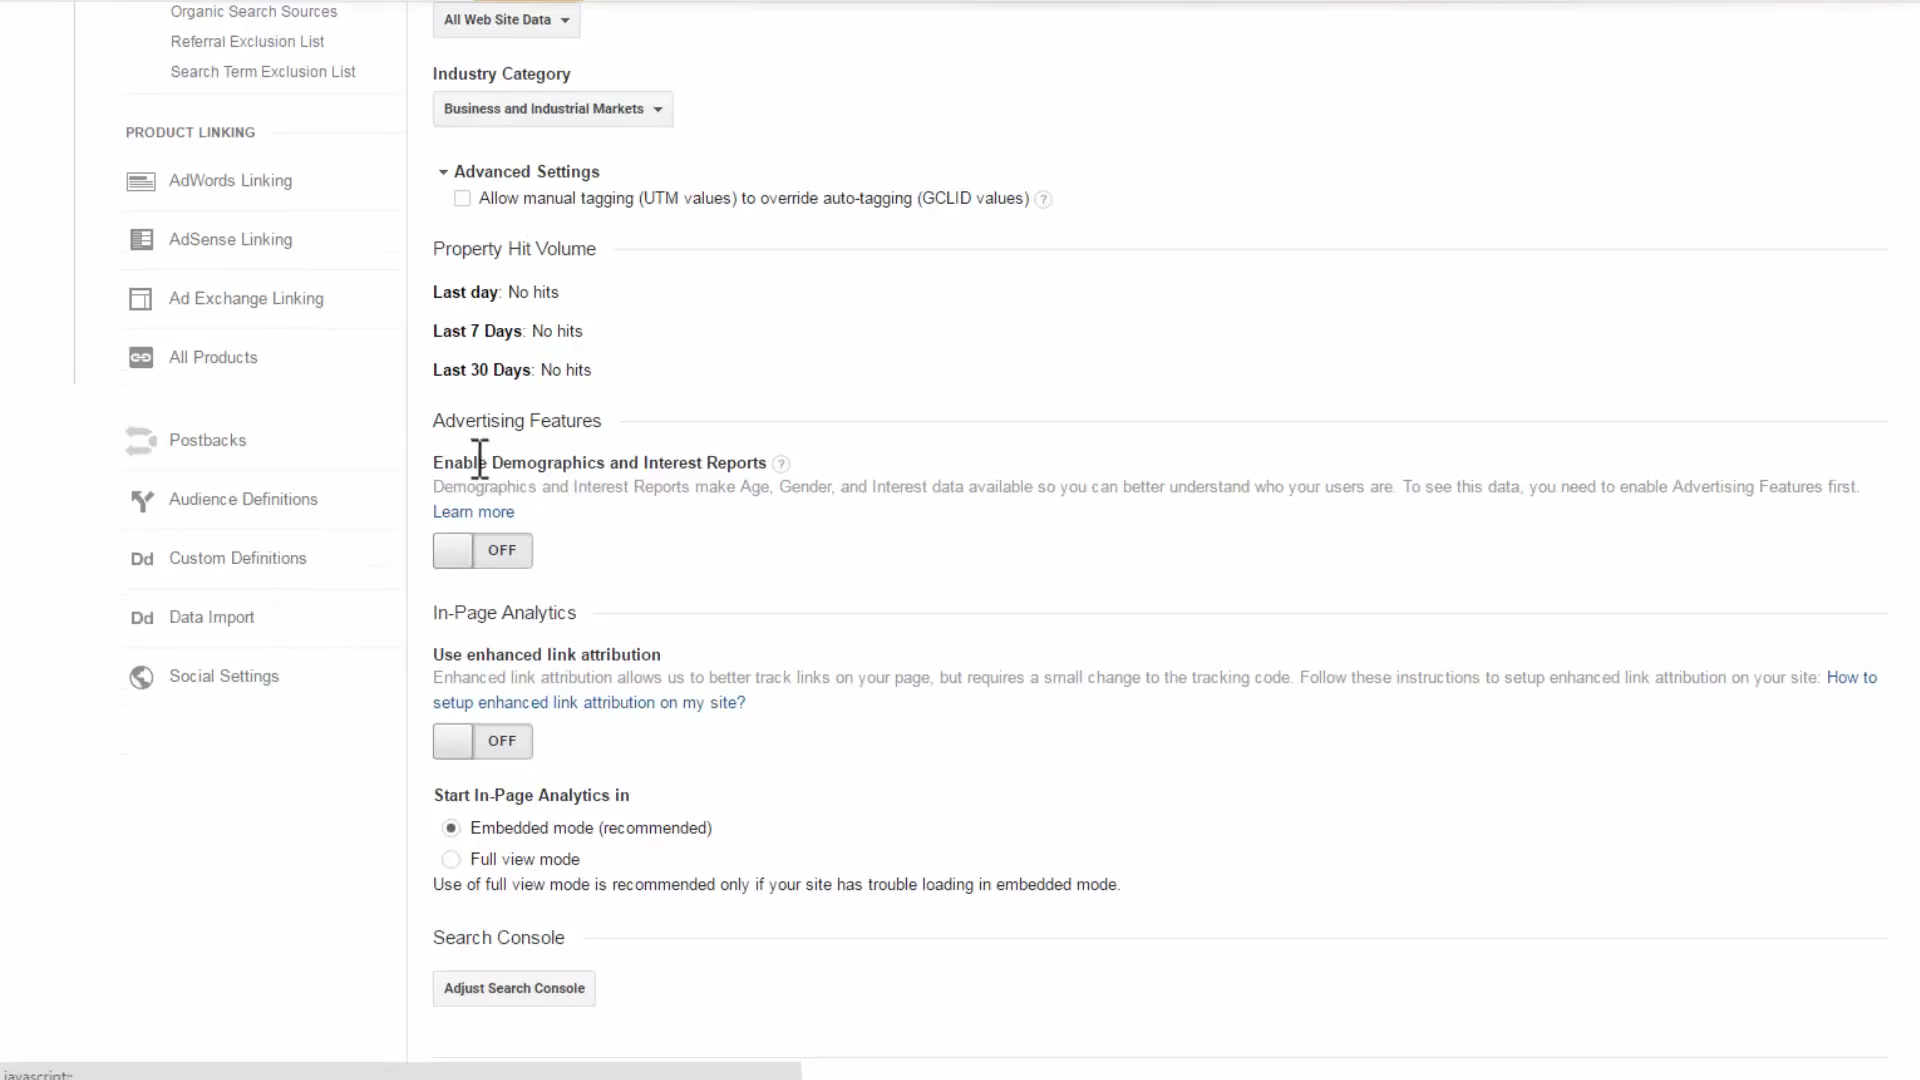 Organic Search Sources
Referral Exclusion List
Search Term Exclusion List
PRODUCT LINKING
AdWords Linking
AdSense Linking
Ad Exchange Linking
All Products
Postbacks
Audience Definitions
Dd Custom Definitions
Dd Data Import
Social Settings
All Web Site Data
Industry Category
Business and Industrial Markets
Advanced Settings
Allow manual tagging (UTM values) to override auto-tagging (GCLID values) ?
Property Hit Volume
Last day: No hits
Last 7 Days: No hits
Last 30 Days: No hits
Advertising Features
Enable Demographics and Interest Reports ?
Demographics and Interest Reports make Age, Gender, and Interest data available so you can better understand who your users are. To see this data, you need to enable Advertising Features first.
Learn more
OFF
In-Page Analytics
Use enhanced link attribution
Enhanced link attribution allows us to better track links on your page, but requires a small change to the tracking code. Follow these instructions to setup enhanced link attribution on your site: How to
setup enhanced link attribution on my site?
OFF
Start In-Page Analytics in
Embedded mode (recommended)
Full view mode
Use of full view mode is recommended only if your site has trouble loading in embedded mode.
Search Console
Adjust Search Console
javascript:;